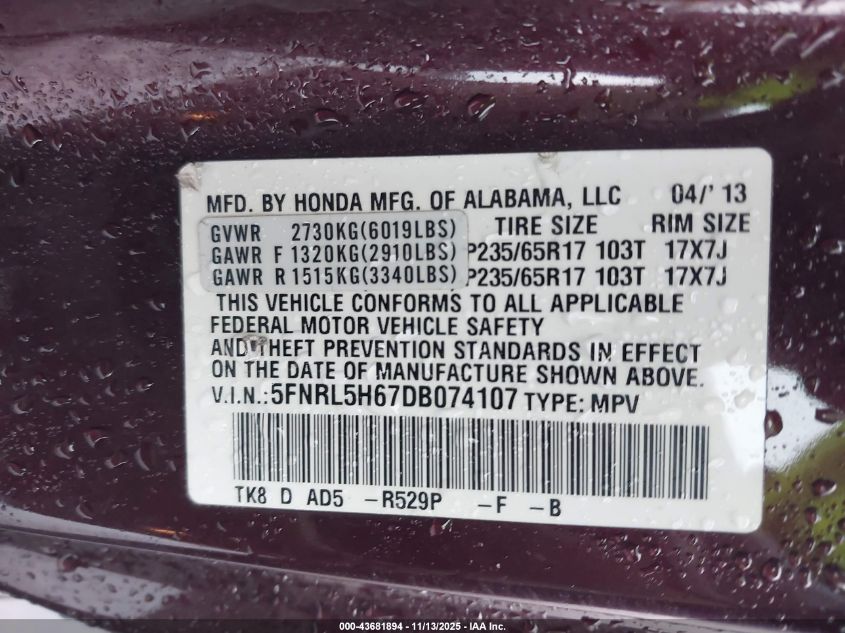 MFD. BY HONDA MFG. OF ALABAMA, LLC 04/' 13
GVWR 2730KG(6019LBS) TIRE SIZE RIM SIZE
GAWR F 1320KG(2910LBS) P235/65R17 103T 17X7J
GAWR R 1515KG(3340LBS) P235/65R17 103T 17X7J
THIS VEHICLE CONFORMS TO ALL APPLICABLE
FEDERAL MOTOR VEHICLE SAFETY
AND THEFT PREVENTION STANDARDS IN EFFECT
ON THE DATE OF MANUFACTURE SHOWN ABOVE.
V.I.N.: 5FNRL5H67DB074107 TYPE: MPV
TK8 D AD5 -R529P -F -B
000-43681894 | 11/13/2025 - IAA Inc.